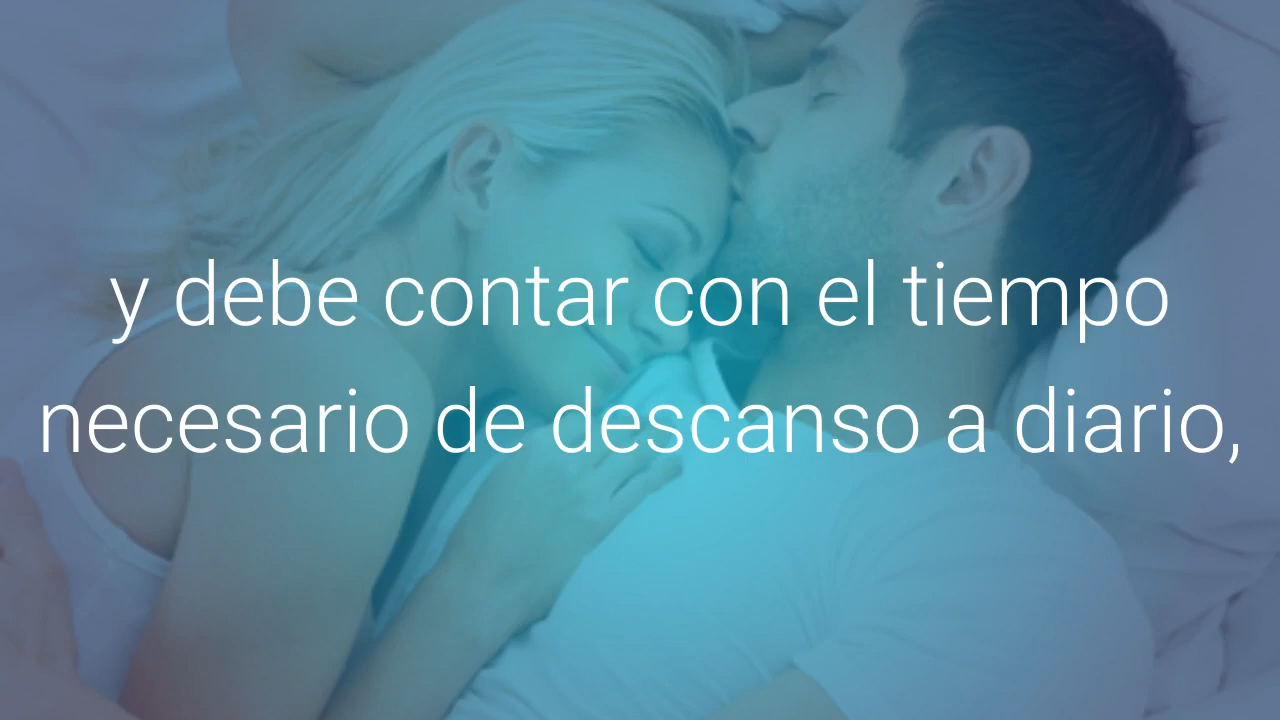 y debe contar con el tiempo
necesario de descanso a diario,